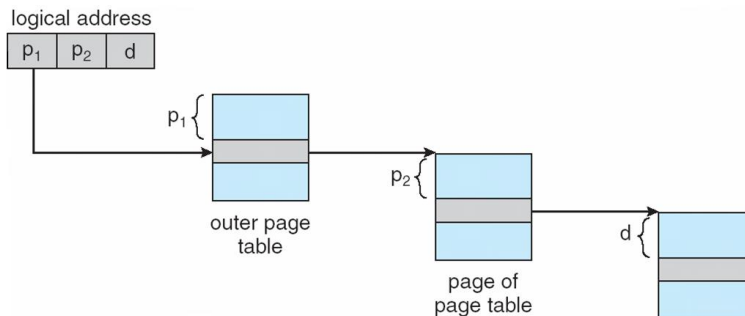 logical address
p₁ p₂ d
p₁
outer page
table
p₂
page of
page table
d